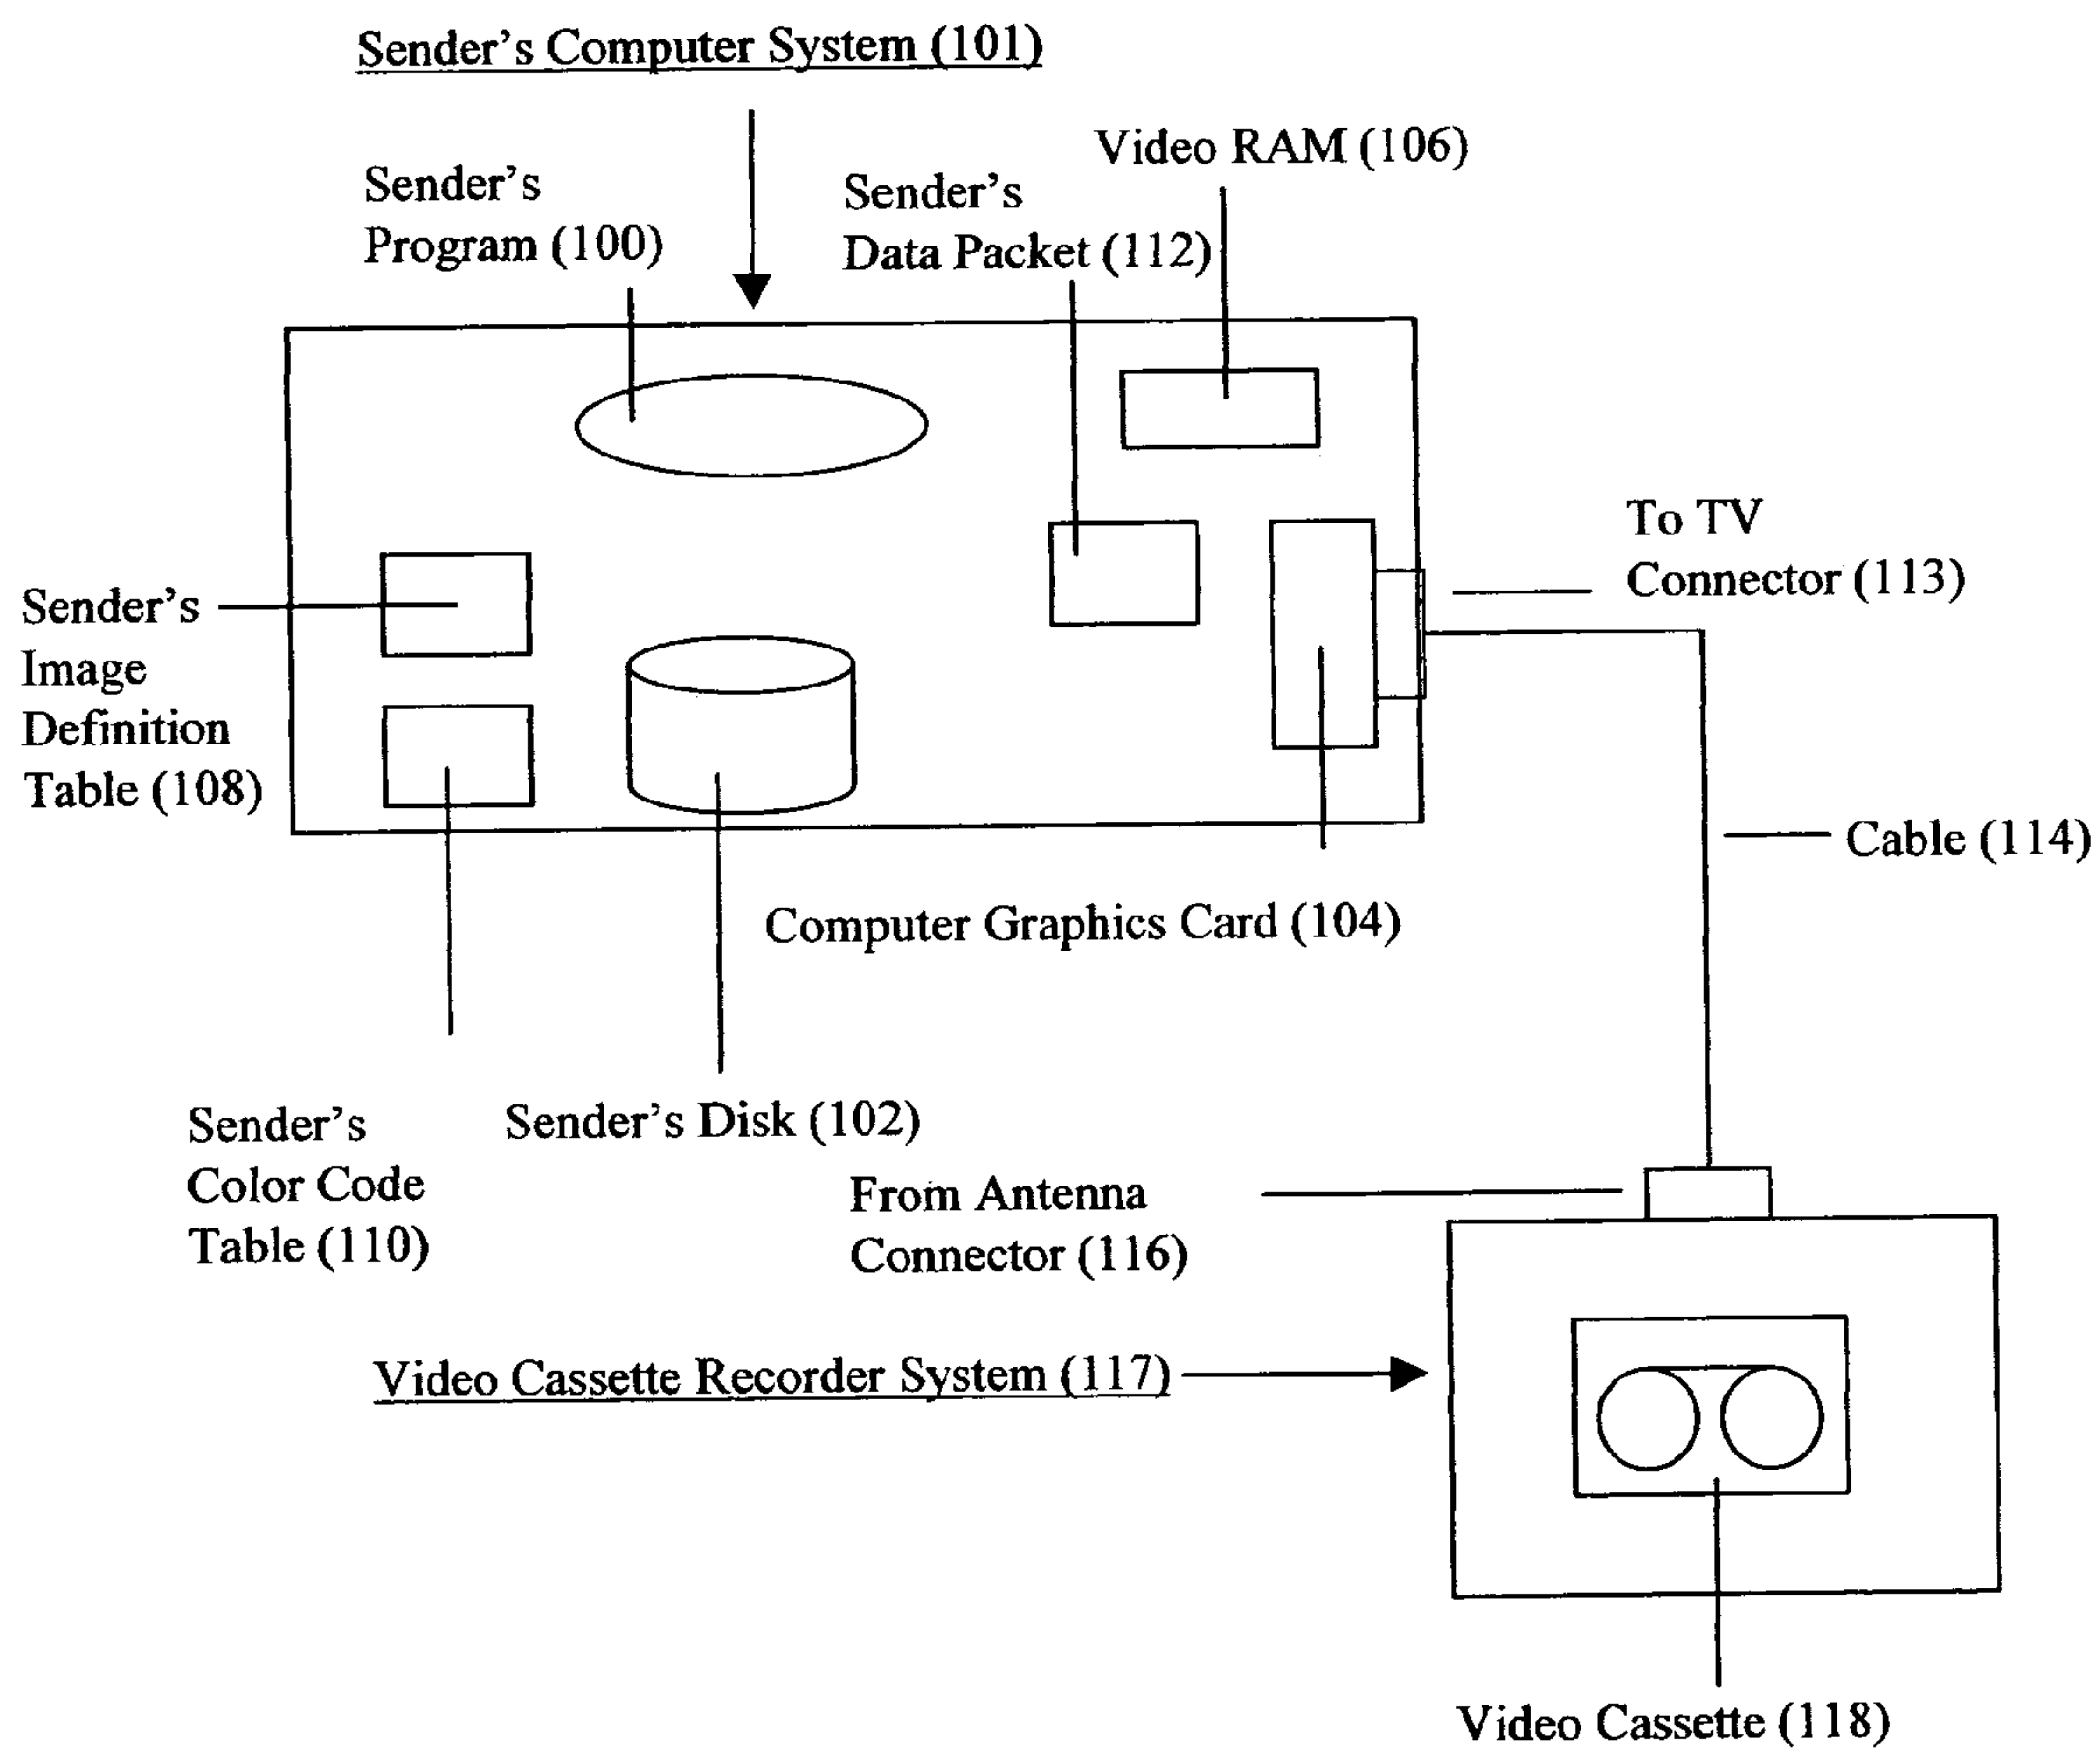 Sender's Computer System (101)
Video RAM (106)
Sender's
Program (100)
Sender's
Data Packet (112)
To TV
Connector (113)
Sender's
Image
Definition
Table (108)
Cable (114)
Computer Graphics Card (104)
Sender's
Color Code
Table (110)
Sender's Disk (102)
From Antenna
Connector (116)
Video Cassette Recorder System (117)
Video Cassette (118)